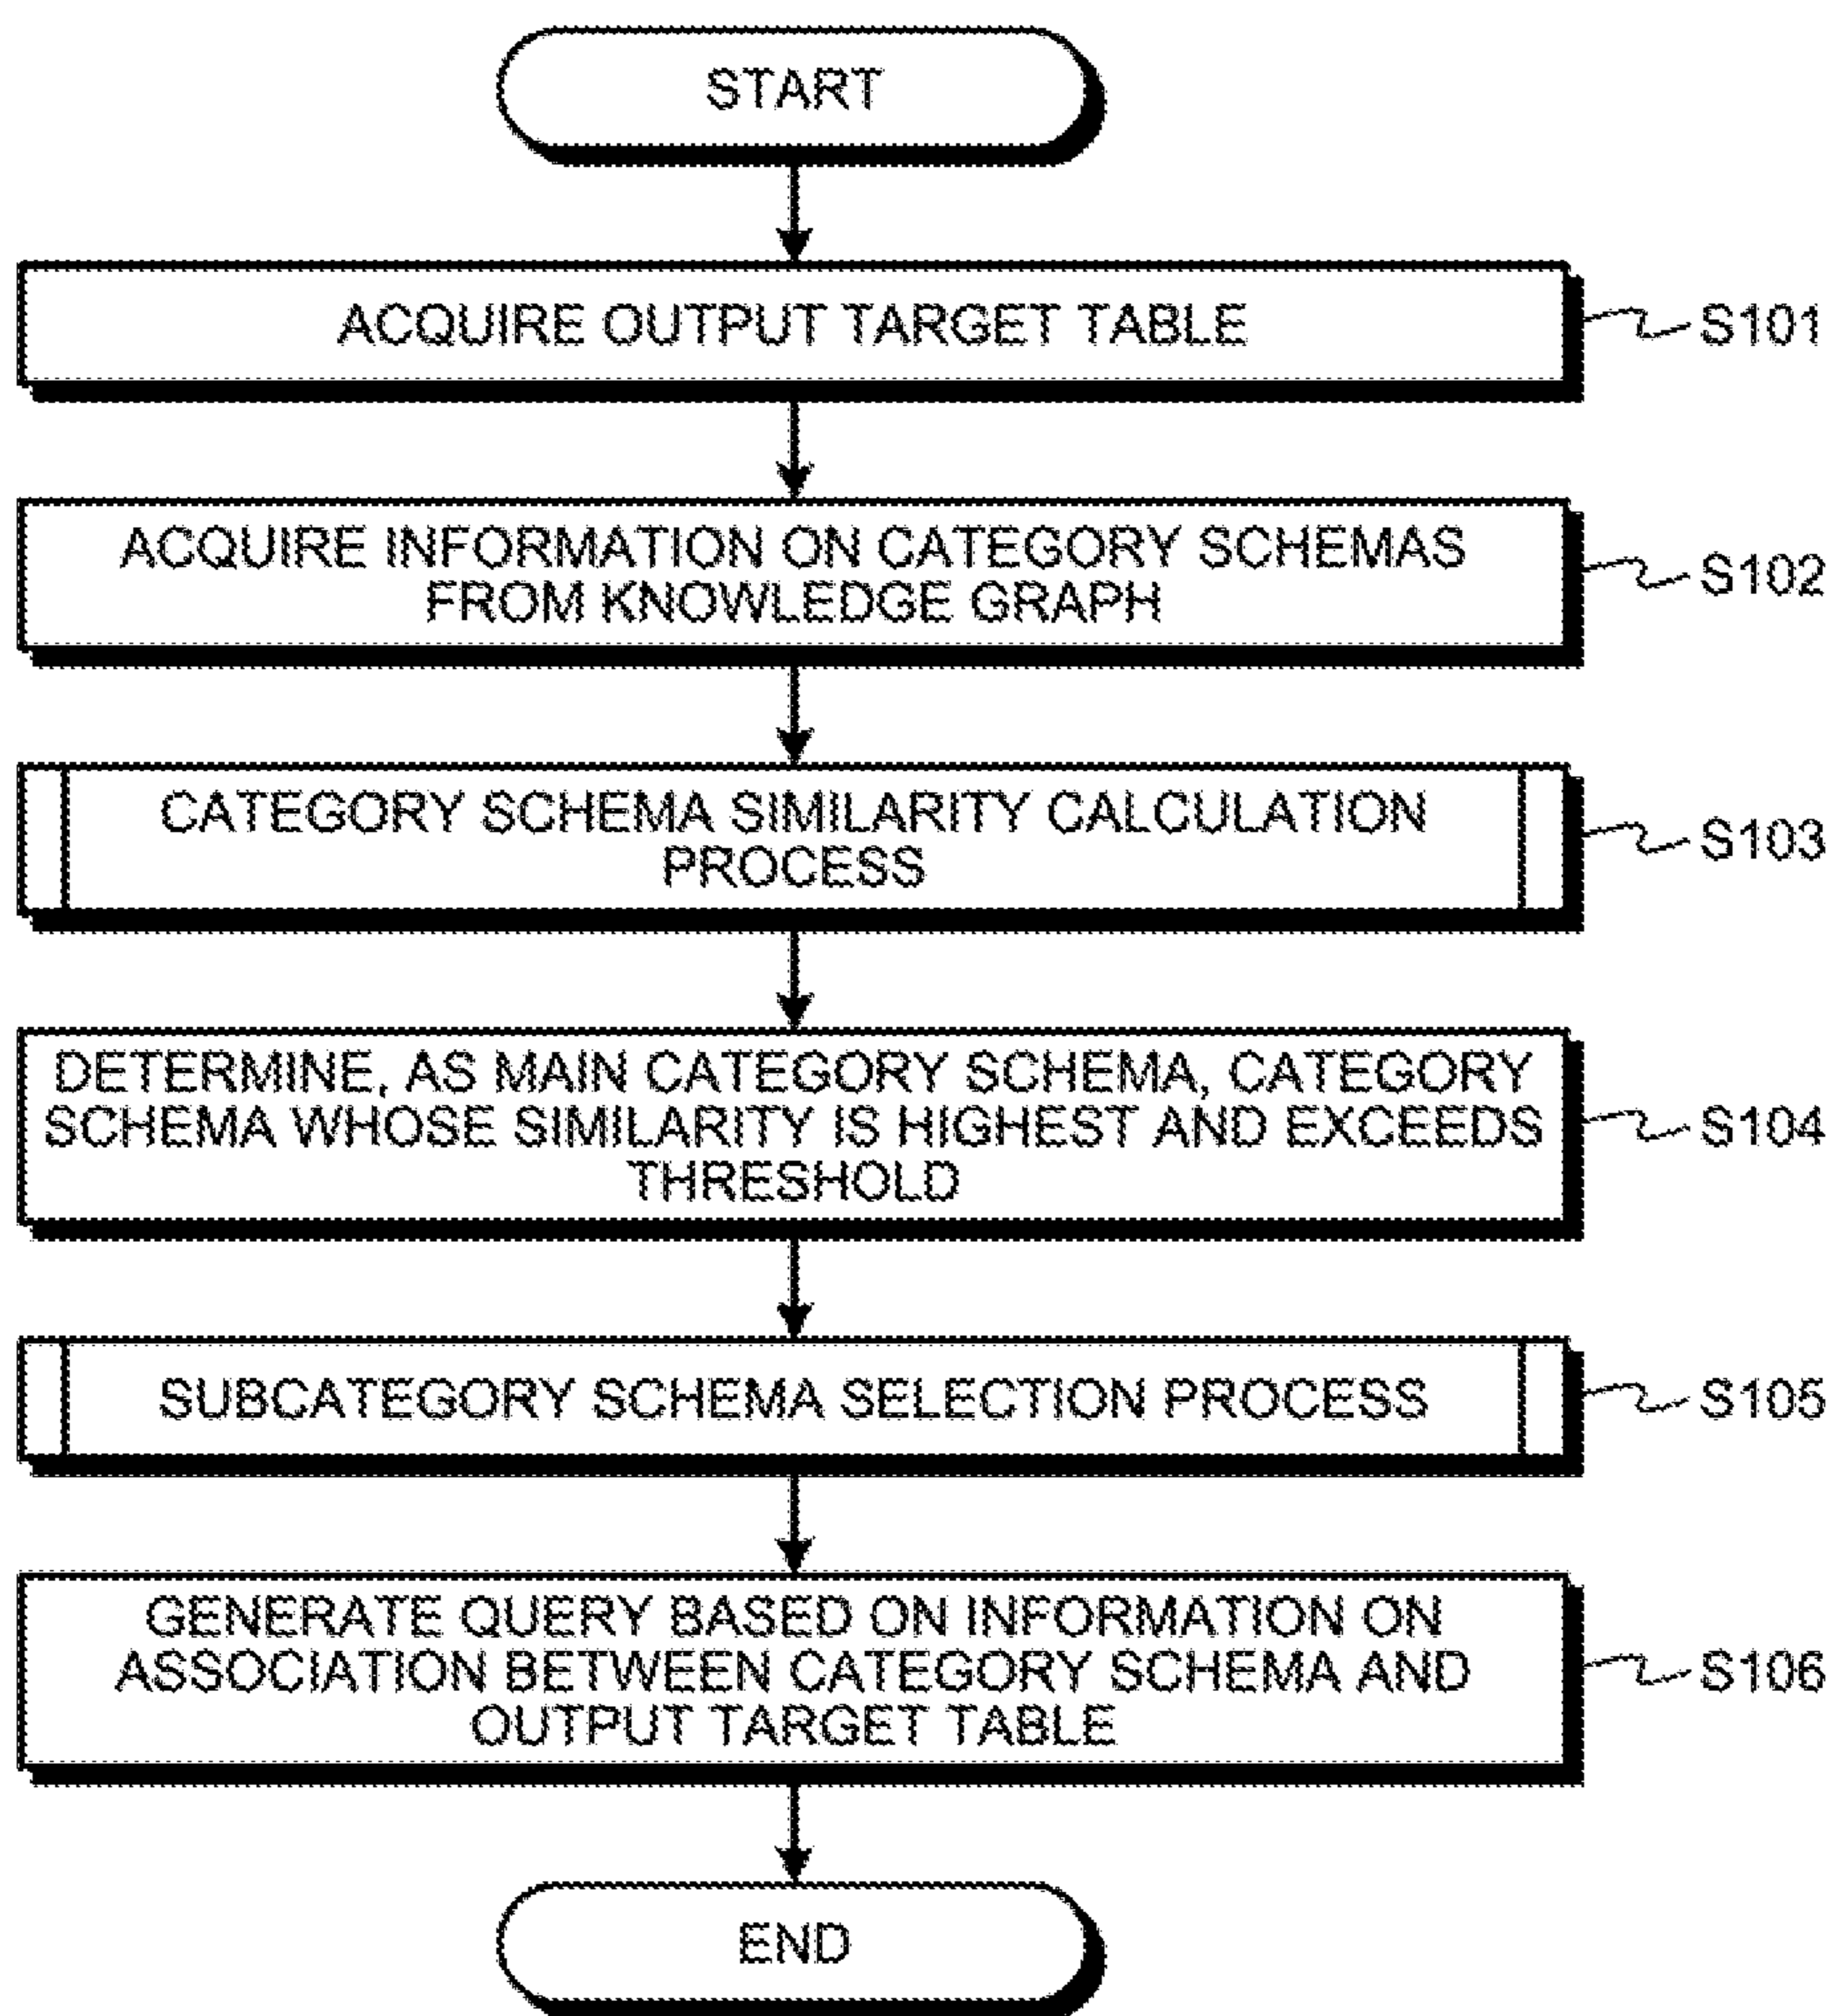 START
ACQUIRE OUTPUT TARGET TABLE
S101
ACQUIRE INFORMATION ON CATEGORY SCHEMAS
FROM KNOWLEDGE GRAPH
S102
CATEGORY SCHEMA SIMILARITY CALCULATION
PROCESS
S103
DETERMINE, AS MAIN CATEGORY SCHEMA, CATEGORY
SCHEMA WHOSE SIMILARITY IS HIGHEST AND EXCEEDS
THRESHOLD
S104
SUBCATEGORY SCHEMA SELECTION PROCESS
S105
GENERATE QUERY BASED ON INFORMATION ON
ASSOCIATION BETWEEN CATEGORY SCHEMA AND
OUTPUT TARGET TABLE
S106
END